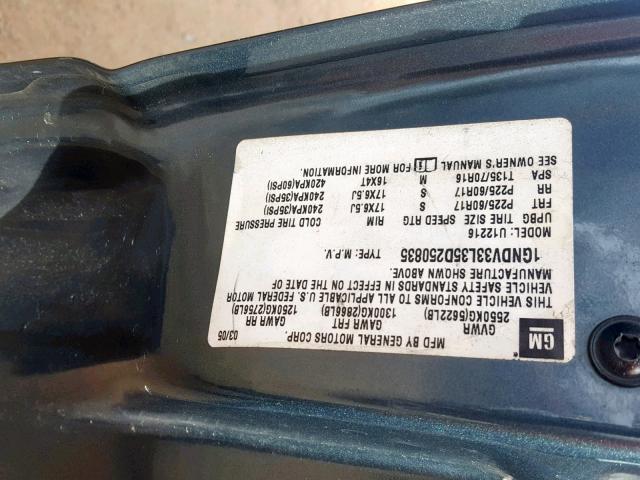 GM
MFD BY GENERAL MOTORS CORP. 03/05
GVWR GAWR FRT GAWR RR
2550KG(5622LB) 1300KG(2866LB) 1250KG(2756LB)
THIS VEHICLE CONFORMS TO ALL APPLICABLE U.S. FEDERAL MOTOR
VEHICLE SAFETY STANDARDS IN EFFECT ON THE DATE OF
MANUFACTURE SHOWN ABOVE.
1GNDV33L35D250835 TYPE: M.P.V.
MODEL: U12216
UPBG TIRE SIZE SPEED RTG RIM COLD TIRE PRESSURE
FRT P225/60R17 S 17X6.5J 240KPA(35PSI)
RR P225/60R17 S 17X6.5J 240KPA(35PSI)
SPA T135/70R16 M 16X4T 420KPA(60PSI)
SEE OWNER'S MANUAL FOR MORE INFORMATION.